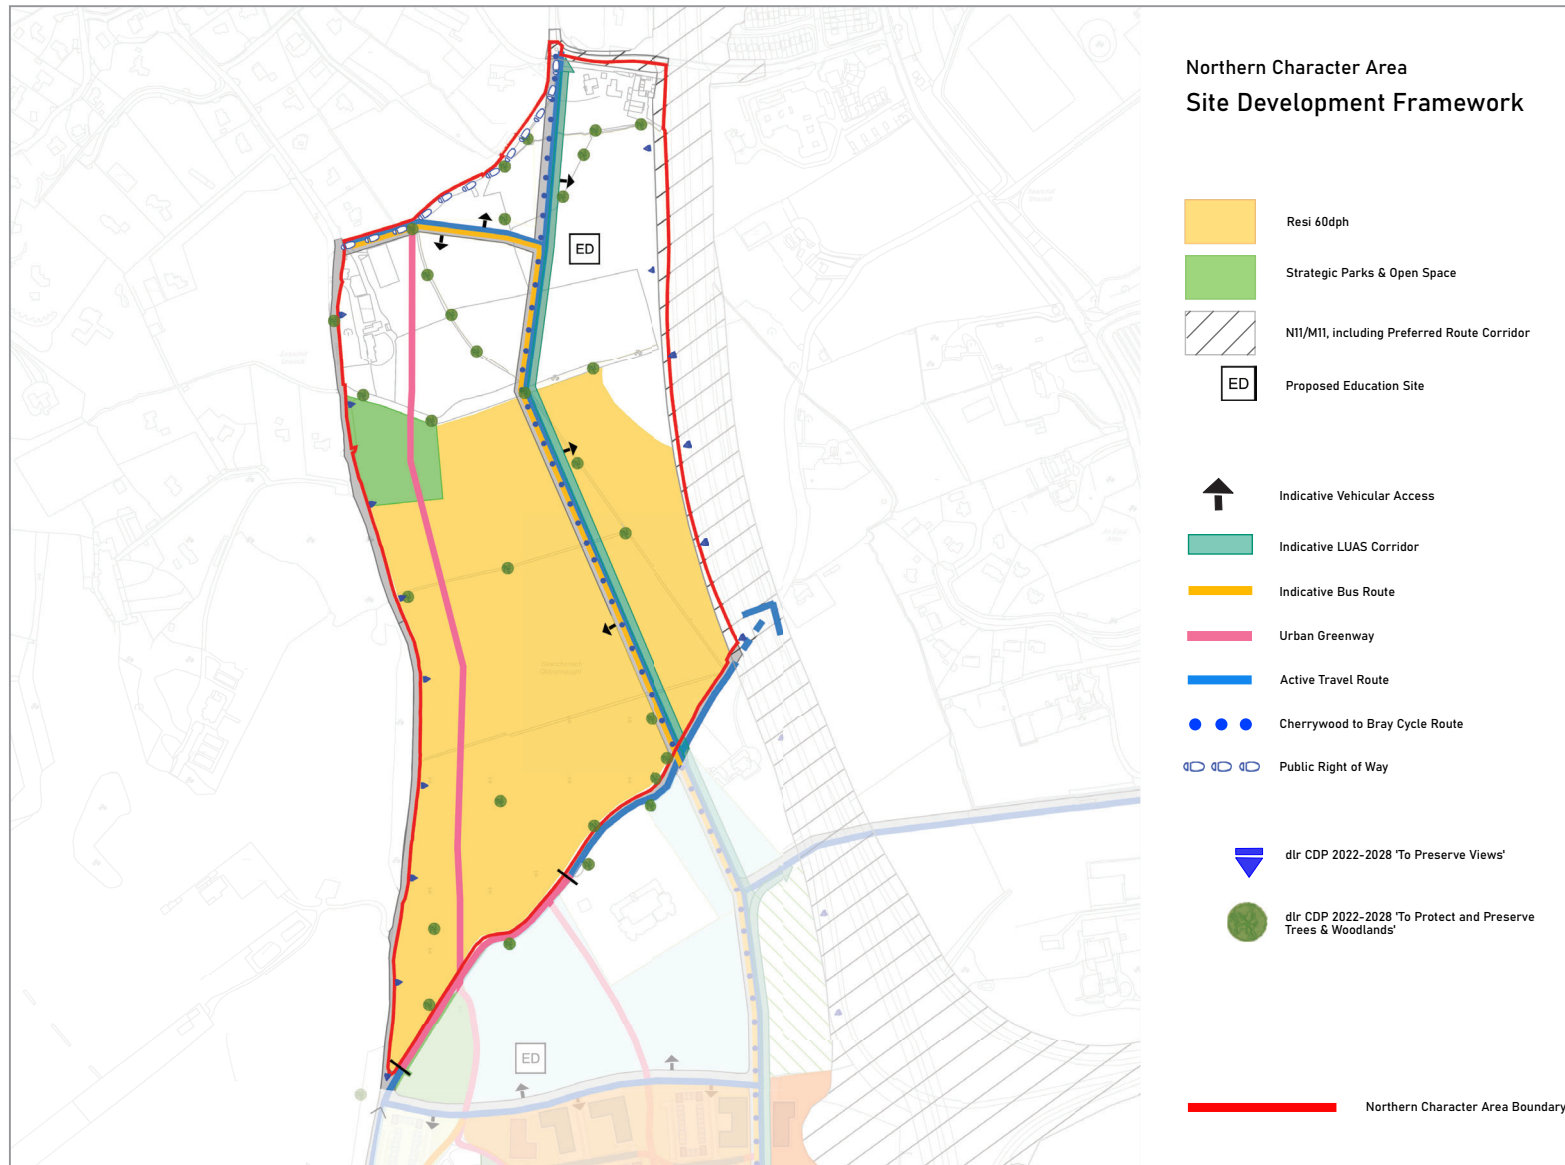 Northern Character Area
Site Development Framework
Resi 60dph
Strategic Parks & Open Space
N11/M11, including Preferred Route Corridor
ED
Proposed Education Site
Indicative Vehicular Access
Indicative LUAS Corridor
Indicative Bus Route
Urban Greenway
Active Travel Route
Cherrywood to Bray Cycle Route
Public Right of Way
dlr CDP 2022-2028 'To Preserve Views'
dlr CDP 2022-2028 'To Protect and Preserve
Trees & Woodlands'
Northern Character Area Boundary
ED
ED